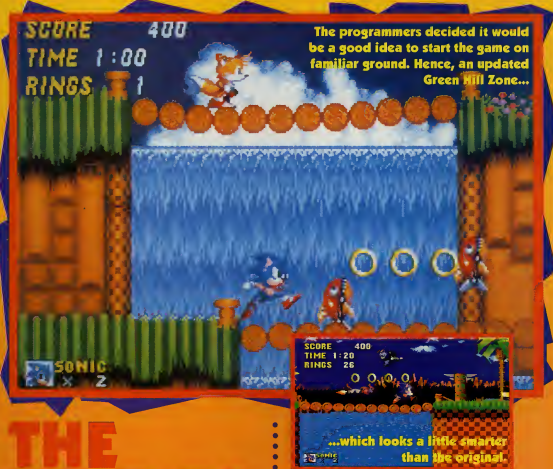 SCORE 400
TIME 1:00
RINGS 1
The programmers decided it would
be a good idea to start the game on
familiar ground. Hence, an updated
Green Hill Zone...
SONIC
× 2
SCORE 400
TIME 1:20
RINGS 26
...which looks a little smarter
than the original.
SONIC
THE